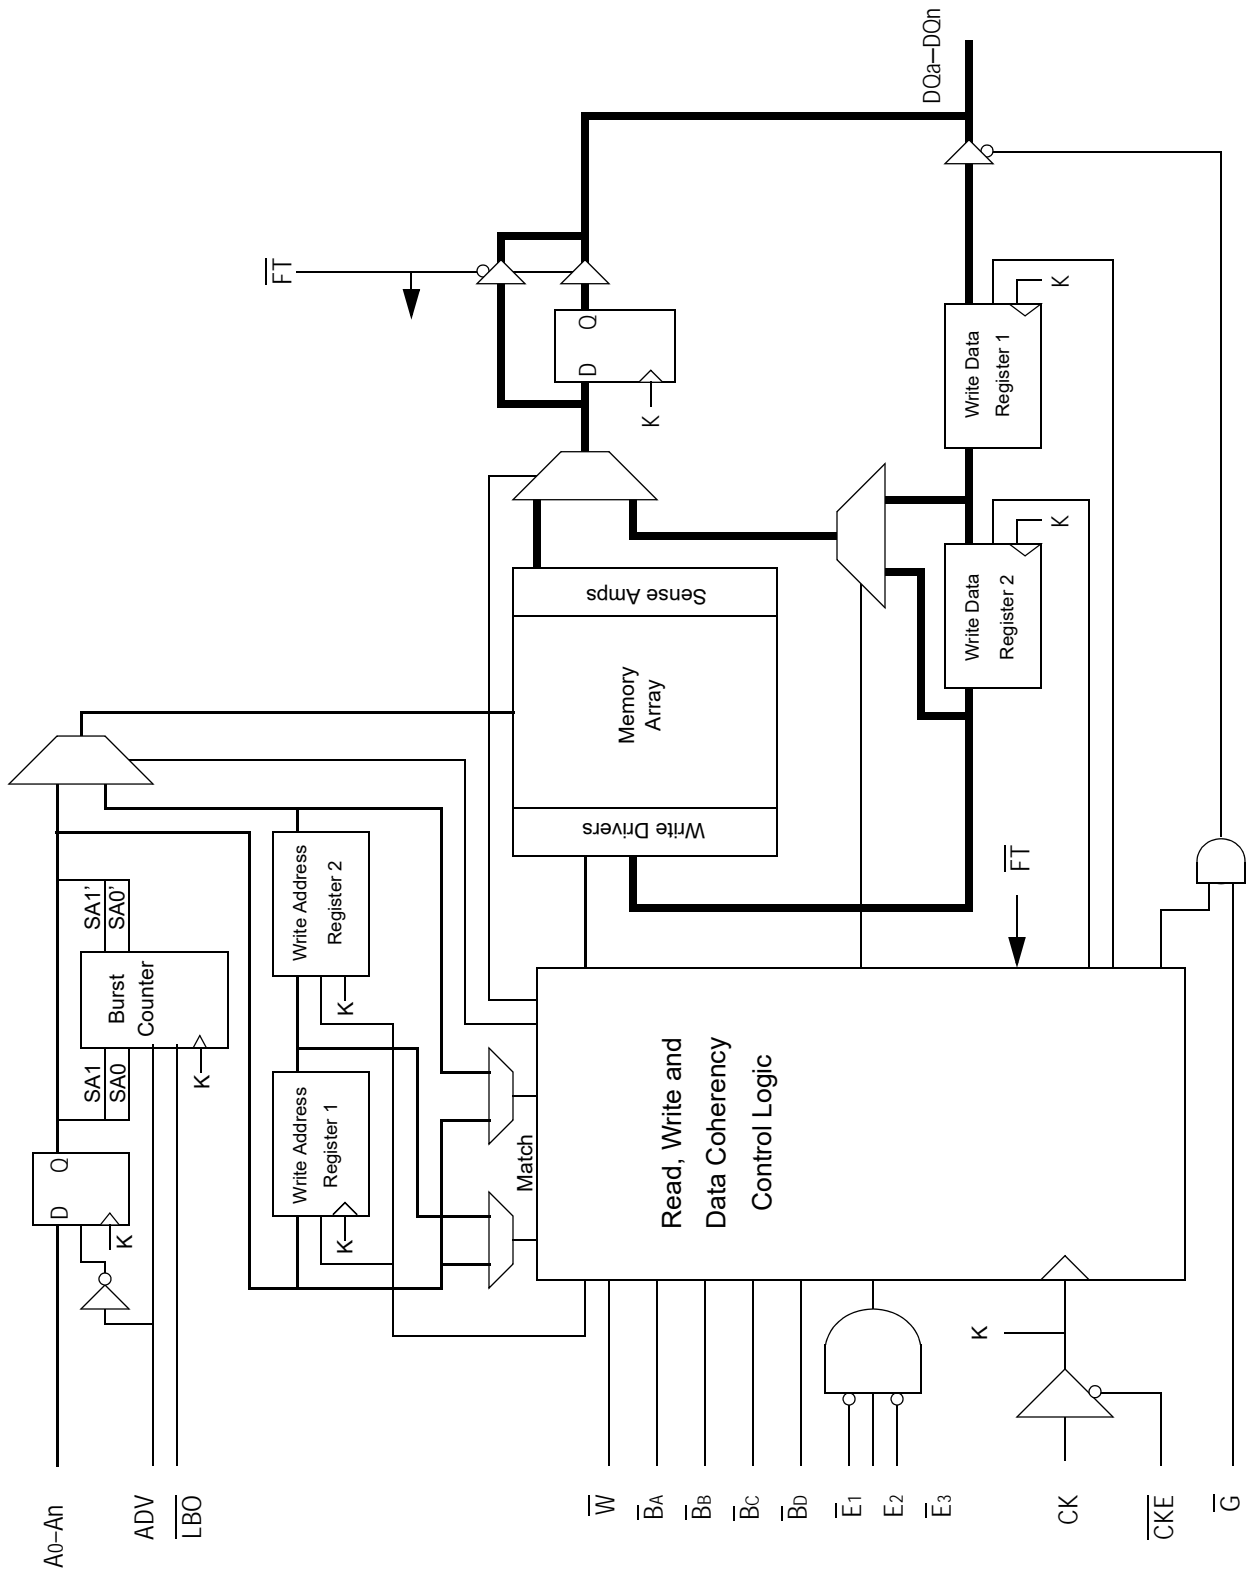 A0–An
ADV
LBO
D Q
K
SA1
SA0
Burst
Counter
SA1'
SA0'
K
Write Address
Register 1
K
Write Address
Register 2
K
Match
FT
D Q
K
Write Drivers
Memory
Array
Sense Amps
Write Data
Register 2
K
Write Data
Register 1
K
DQa–DQn
Read, Write and
Data Coherency
Control Logic
FT
W
BA
BB
BC
BD
E1
E2
E3
K
CK
CKE
G